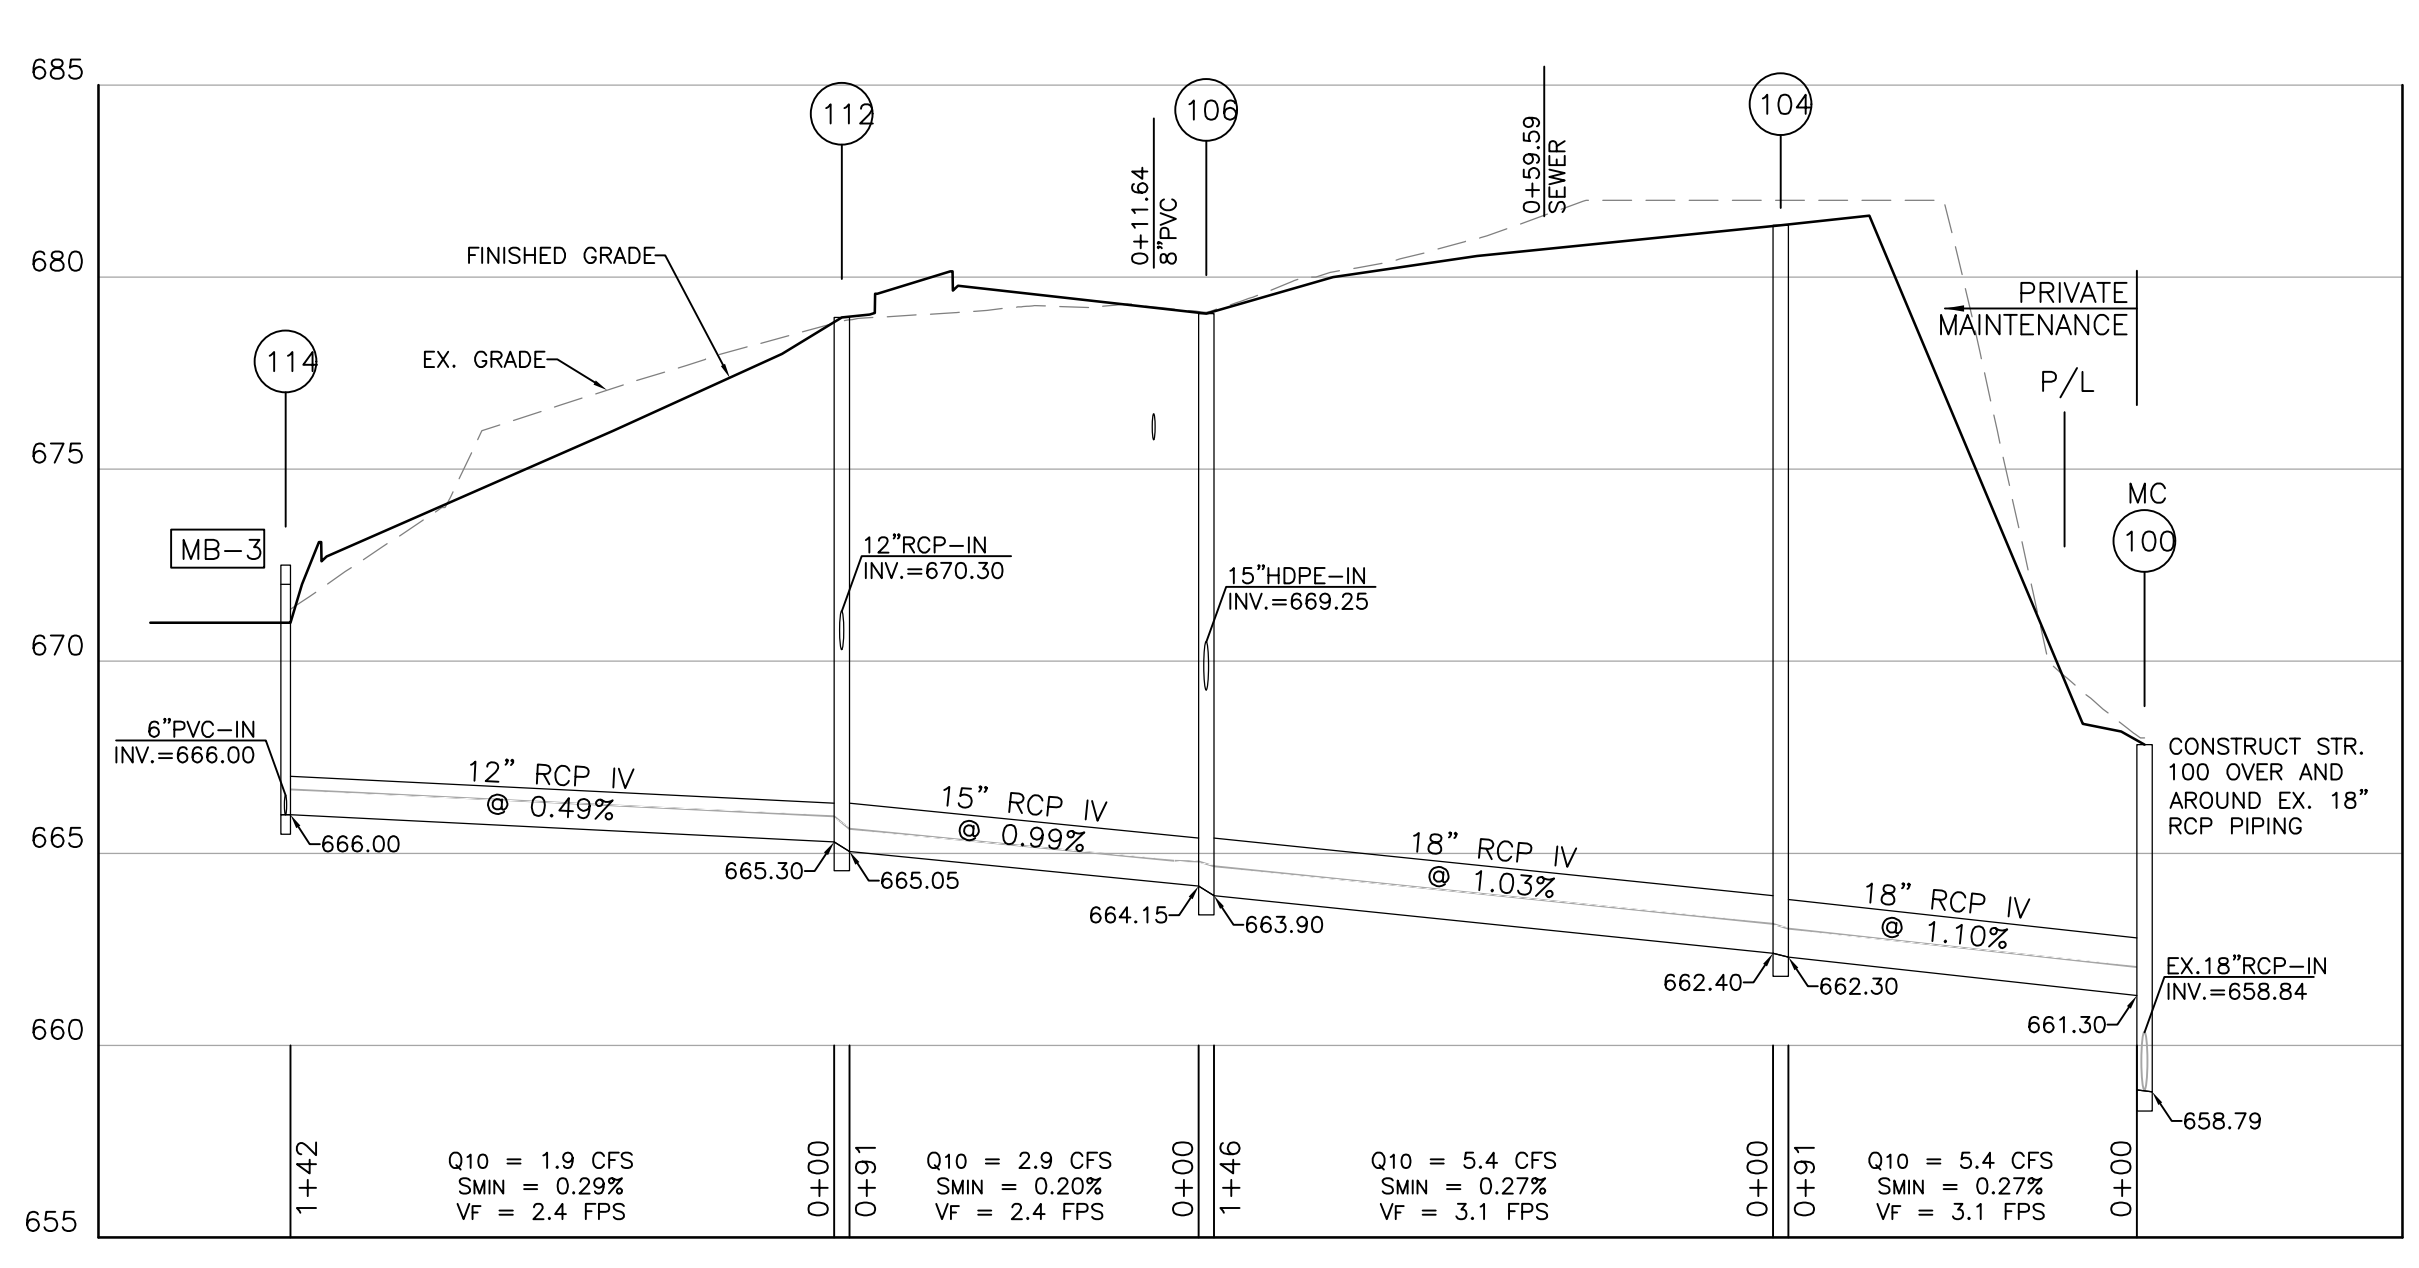 685
680
675
670
665
660
655
114
112
106
104
MC
100
0+11.64
8"PVC
0+59.59
SEWER
FINISHED GRADE
EX. GRADE
PRIVATE
MAINTENANCE
P/L
MB-3
12"RCP-IN
INV.=670.30
15"HDPE-IN
INV.=669.25
6"PVC-IN
INV.=666.00
CONSTRUCT STR.
100 OVER AND
AROUND EX. 18"
RCP PIPING
12" RCP IV
@ 0.49%
15" RCP IV
@ 0.99%
18" RCP IV
@ 1.03%
18" RCP IV
@ 1.10%
666.00
665.30
665.05
664.15
663.90
662.40
662.30
661.30
EX.18"RCP-IN
INV.=658.84
658.79
1+42
Q10 = 1.9 CFS
SMIN = 0.29%
VF = 2.4 FPS
0+00
0+91
Q10 = 2.9 CFS
SMIN = 0.20%
VF = 2.4 FPS
0+00
1+46
Q10 = 5.4 CFS
SMIN = 0.27%
VF = 3.1 FPS
0+00
0+91
Q10 = 5.4 CFS
SMIN = 0.27%
VF = 3.1 FPS
0+00